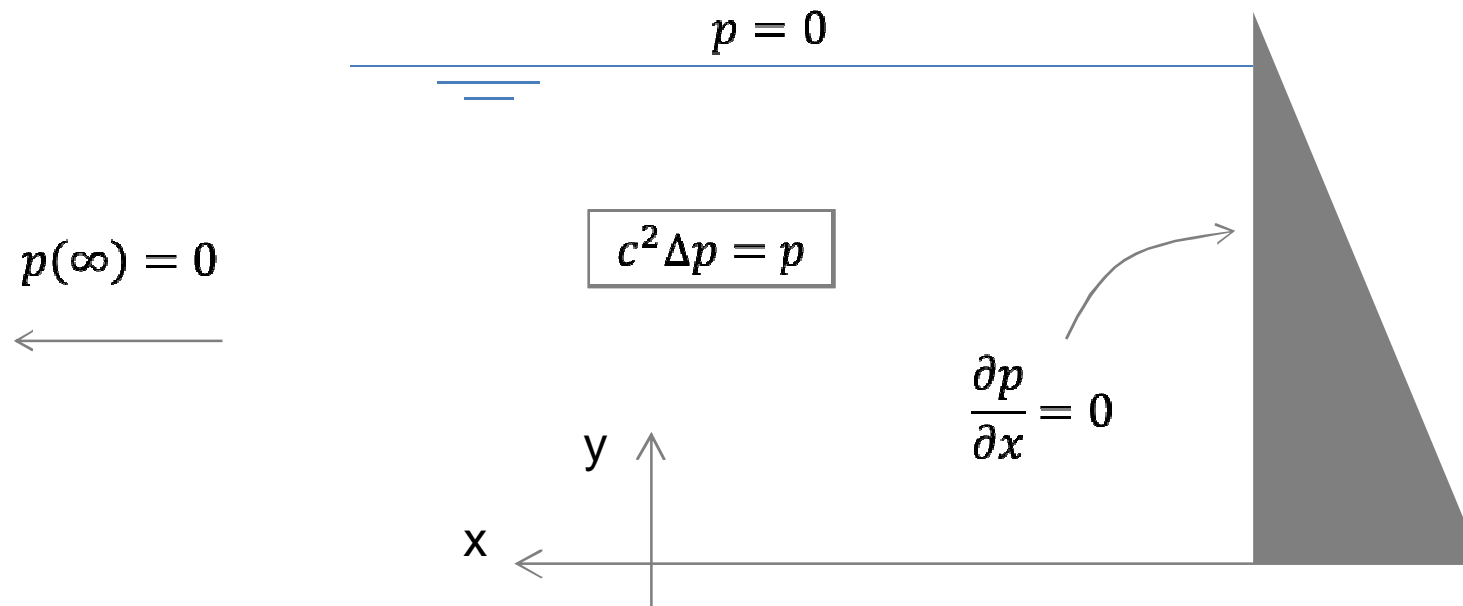 p = 0
p(∞) = 0
c²Δp = p
∂p/∂x = 0
y
x